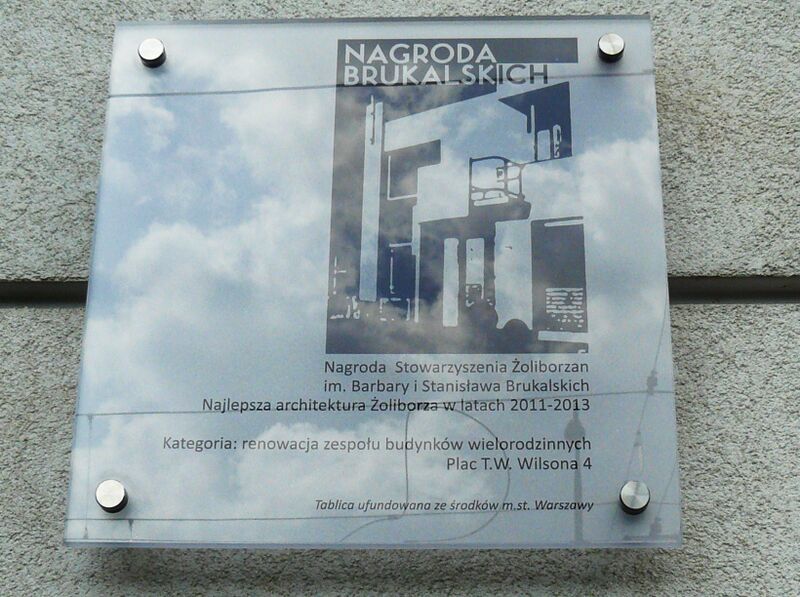 NAGRODA
BRUKALSKICH
Nagroda Stowarzyszenia Żoliborzan
im. Barbary i Stanisława Brukalskich
Najlepsza architektura Żoliborza w latach 2011-2013
Kategoria: renowacja zespołu budynków wielorodzinnych
Plac T.W. Wilsona 4
Tablica ufundowana ze środków m.st. Warszawy